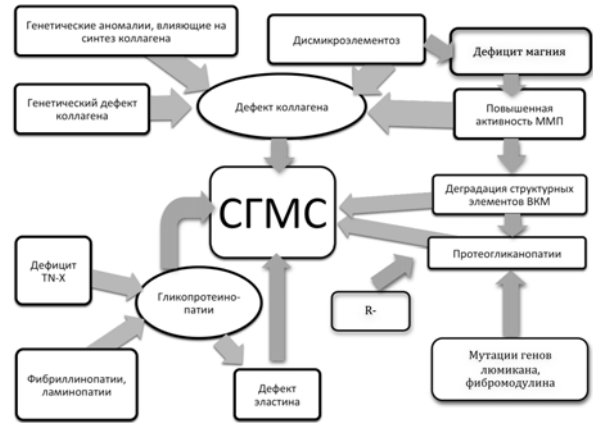 Генетические аномалии, влияющие на
синтез коллагена
Дисмикроэлементоз
Дефицит магния
Генетический дефект
коллагена
Дефект коллагена
Повышенная
активность ММП
СГМС
Деградация структурных
элементов ВКМ
Протеогликанопатии
Дефицит
TN-X
Гликопротеино-
патии
R-
Фибриллинопатии,
ламинопатии
Дефект
эластина
Мутации генов
люмикана,
фибромодулина